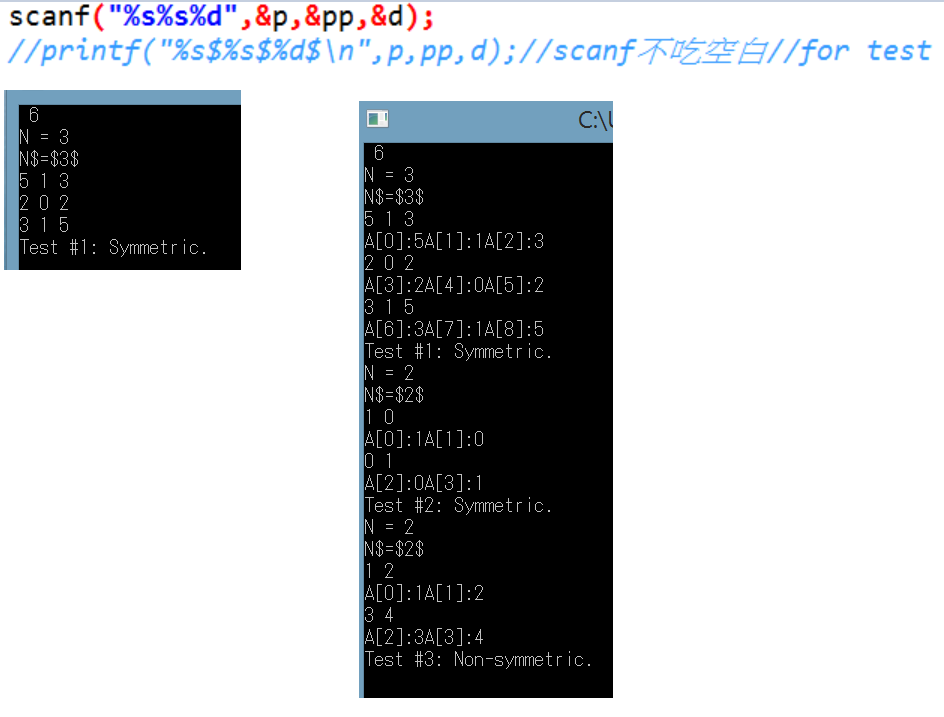 scanf("%s%s%d",&p,&pp,&d);
//printf("%s$%s$%d$\n",p,pp,d);//scanf不吃空白//for test
6
N = 3
N$=$3$
5 1 3
2 0 2
3 1 5
Test #1: Symmetric.
C:\U
6
N = 3
N$=$3$
5 1 3
A[0]:5A[1]:1A[2]:3
2 0 2
A[3]:2A[4]:0A[5]:2
3 1 5
A[6]:3A[7]:1A[8]:5
Test #1: Symmetric.
N = 2
N$=$2$
1 0
A[0]:1A[1]:0
0 1
A[2]:0A[3]:1
Test #2: Symmetric.
N = 2
N$=$2$
1 2
A[0]:1A[1]:2
3 4
A[2]:3A[3]:4
Test #3: Non-symmetric.